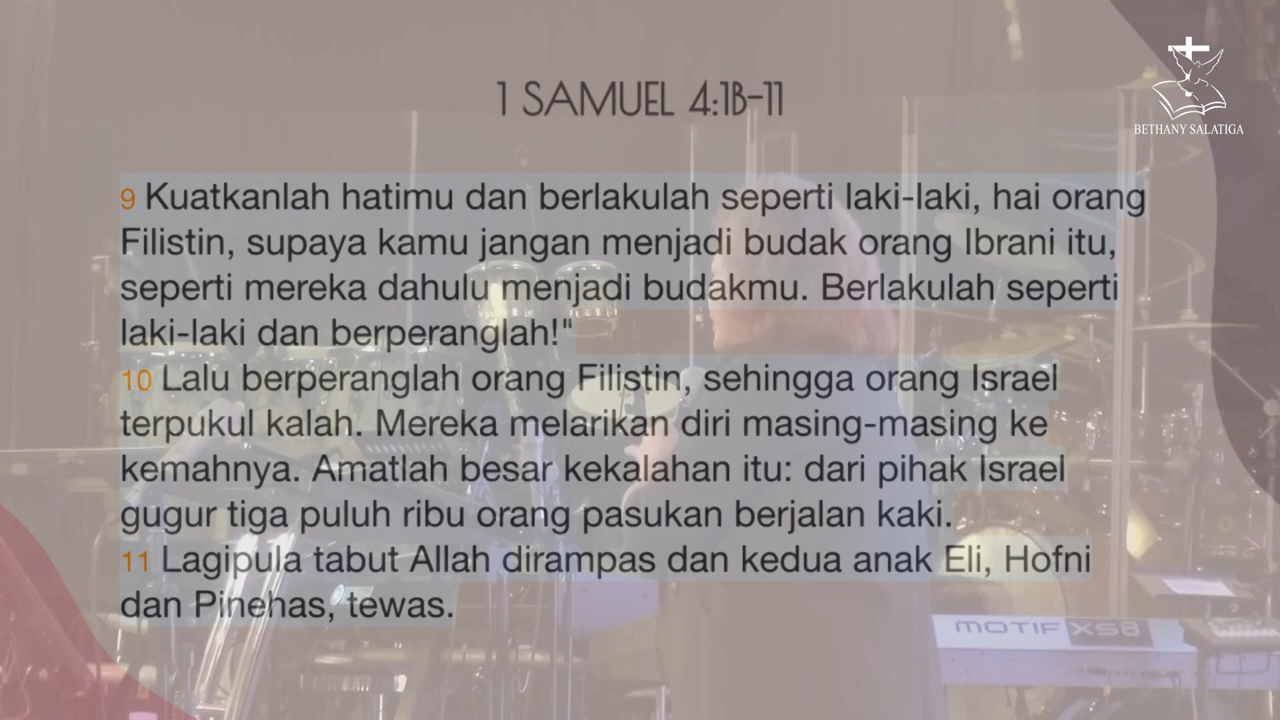 1 SAMUEL 4:1B-11
BETHANY SALATIGA
9 Kuatkanlah hatimu dan berlakulah seperti laki-laki, hai orang
Filistin, supaya kamu jangan menjadi budak orang Ibrani itu,
seperti mereka dahulu menjadi budakmu. Berlakulah seperti
laki-laki dan berperanglah!"
10 Lalu berperanglah orang Filistin, sehingga orang Israel
terpukul kalah. Mereka melarikan diri masing-masing ke
kemahnya. Amatlah besar kekalahan itu: dari pihak Israel
gugur tiga puluh ribu orang pasukan berjalan kaki.
11 Lagipula tabut Allah dirampas dan kedua anak Eli, Hofni
dan Pinehas, tewas.
MOTIF XS8